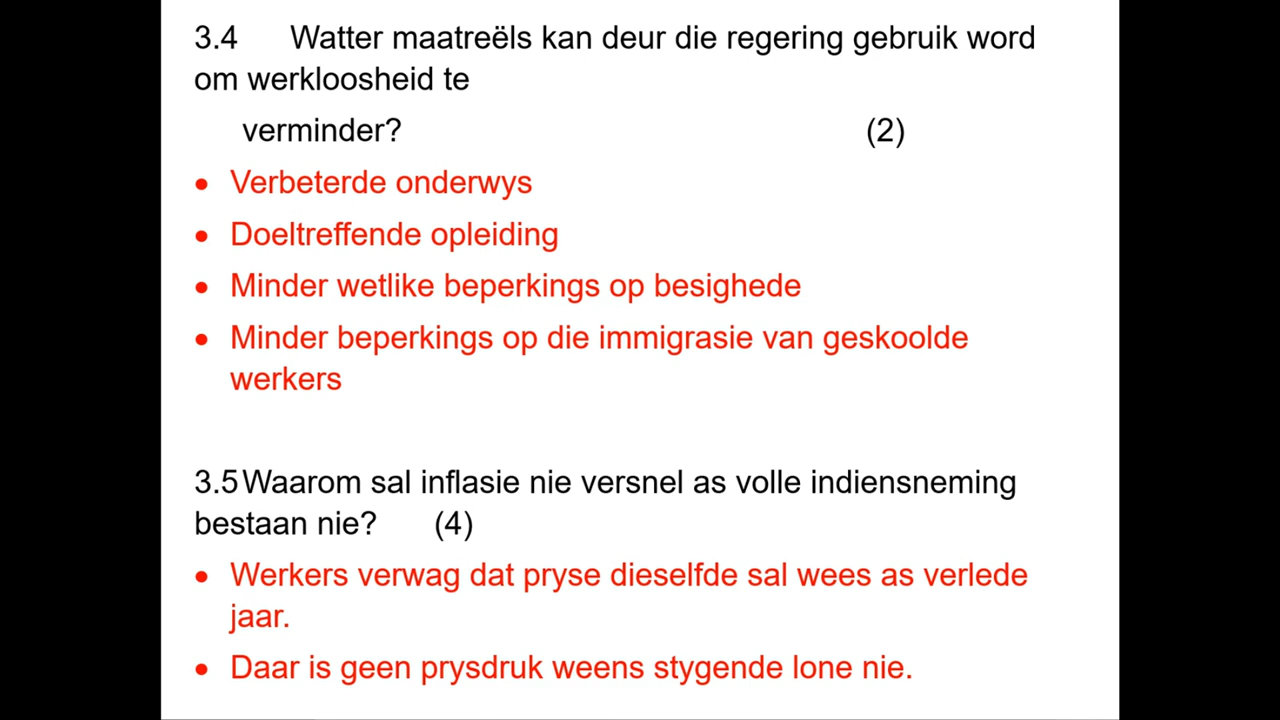 3.4 Watter maatreëls kan deur die regering gebruik word
om werkloosheid te
verminder? (2)
• Verbeterde onderwys
• Doeltreffende opleiding
• Minder wetlike beperkings op besighede
• Minder beperkings op die immigrasie van geskoolde
werkers
3.5 Waarom sal inflasie nie versnel as volle indiensneming
bestaan nie? (4)
• Werkers verwag dat pryse dieselfde sal wees as verlede
jaar.
• Daar is geen prysdruk weens stygende lone nie.